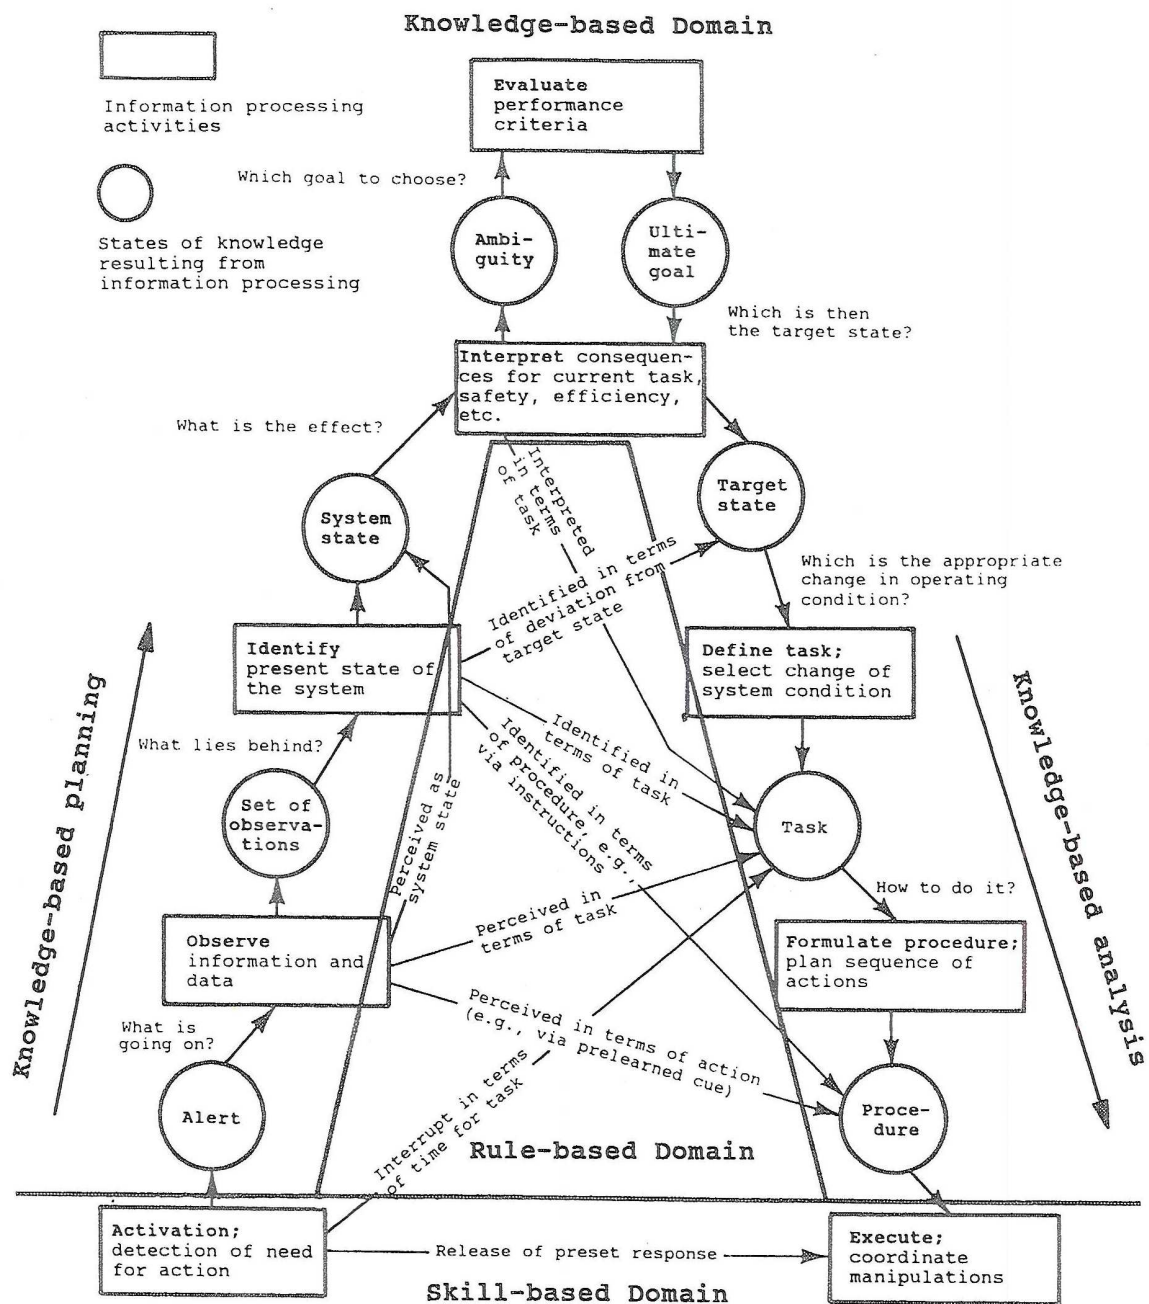 Knowledge-based Domain
Information processing
activities
Evaluate
performance
criteria
Which goal to choose?
States of knowledge
resulting from
information processing
Ambi-
guity
Ulti-
mate
goal
Which is then
the target state?
Interpret consequen-
ces for current task,
safety, efficiency,
etc.
What is the effect?
System
state
Target
state
Interpreted
in terms
of task
Identified in terms
of deviation from
target state
Which is the appropriate
change in operating
condition?
Identify
present state of
the system
Define task;
select change of
system condition
Knowledge-based planning
Knowledge-based analysis
What lies behind?
Identified in
terms of task
Identified in terms
of procedure, e.g.,
via instructions
Set of
observa-
tions
Perceived as
system state
Task
How to do it?
Perceived in
terms of task
Observe
information and
data
Formulate procedure;
plan sequence of
actions
What is
going on?
Perceived in terms of action
(e.g., via prelearned cue)
Alert
Interrupt in terms
of time for task
Proce-
dure
Rule-based Domain
Activation;
detection of need
for action
Release of preset response
Execute;
coordinate
manipulations
Skill-based Domain